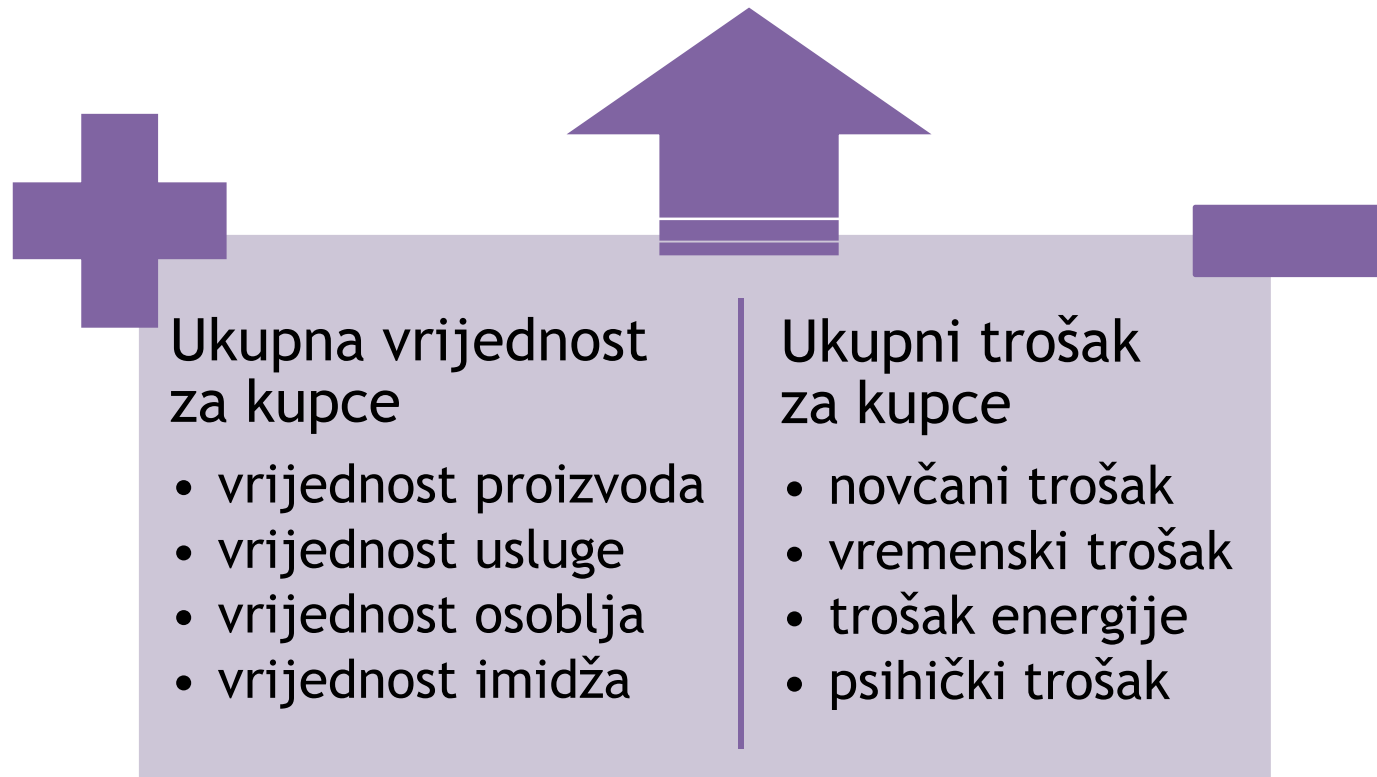 Ukupna vrijednost
za kupce
• vrijednost proizvoda
• vrijednost usluge
• vrijednost osoblja
• vrijednost imidža
Ukupni trošak
za kupce
• novčani trošak
• vremenski trošak
• trošak energije
• psihički trošak